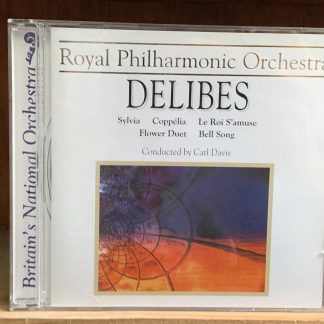 Royal Philharmonic Orchestra
DELIBES
Sylvia Coppélia Le Roi S'amuse
Flower Duet Bell Song
Conducted by Carl Davis
Britain's National Orchestra